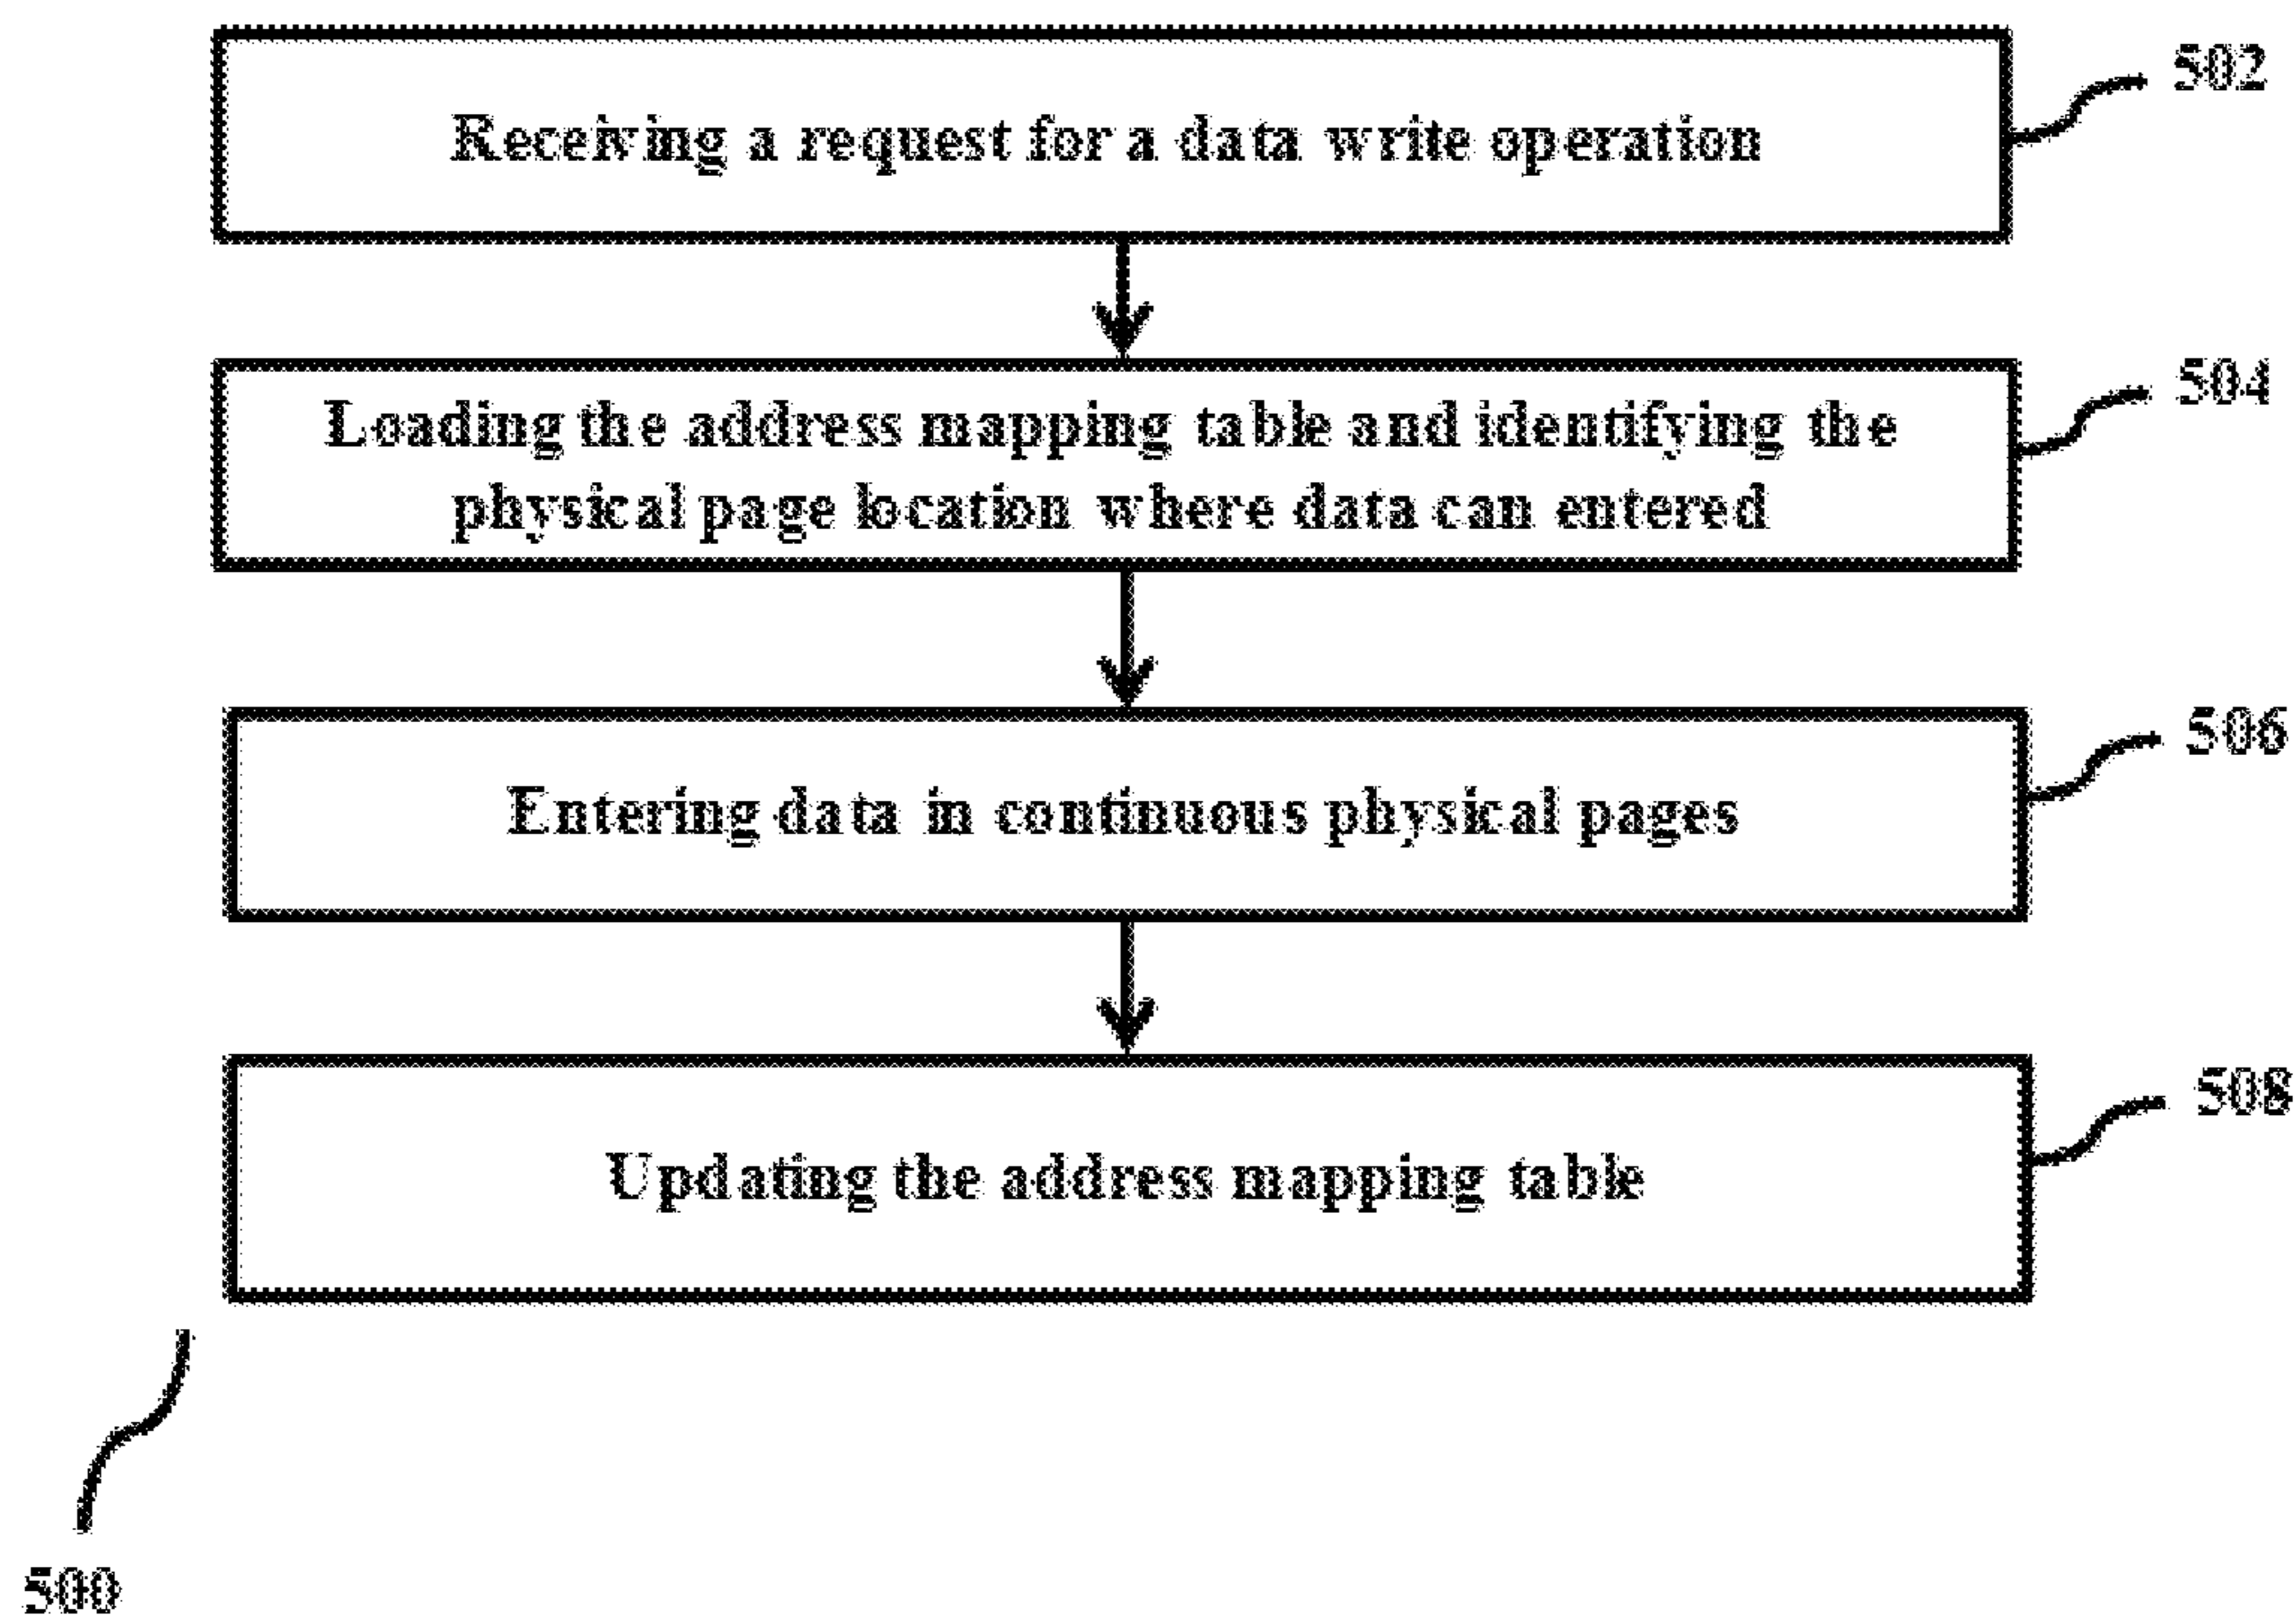 Receiving a request for a data write operation
502
Loading the address mapping table and identifying the
physical page location where data can entered
504
Entering data in continuous physical pages
506
Updating the address mapping table
508
500